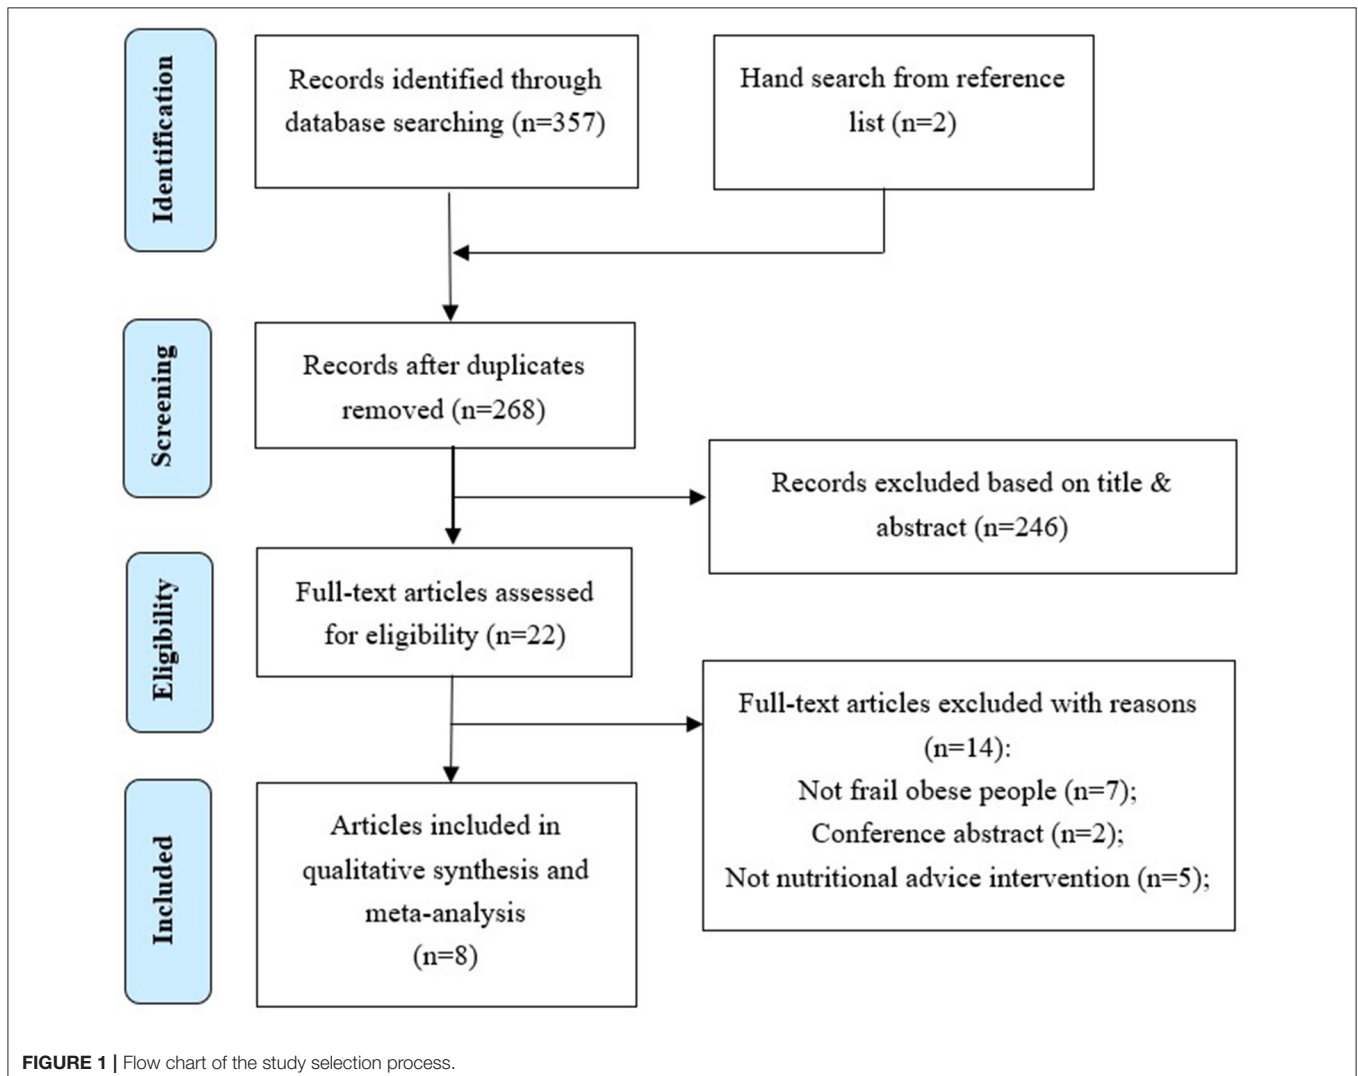 Identification
Records identified through
database searching (n=357)
Hand search from reference
list (n=2)
Screening
Records after duplicates
removed (n=268)
Records excluded based on title &
abstract (n=246)
Eligibility
Full-text articles assessed
for eligibility (n=22)
Full-text articles excluded with reasons
(n=14):
Not frail obese people (n=7);
Conference abstract (n=2);
Not nutritional advice intervention (n=5);
Included
Articles included in
qualitative synthesis and
meta-analysis
(n=8)
FIGURE 1 | Flow chart of the study selection process.